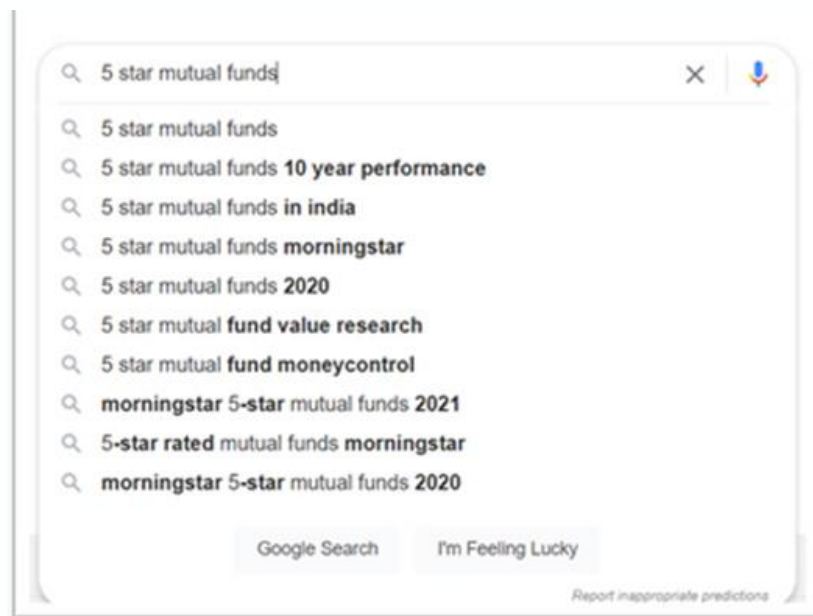 5 star mutual funds
5 star mutual funds
5 star mutual funds 10 year performance
5 star mutual funds in india
5 star mutual funds morningstar
5 star mutual funds 2020
5 star mutual fund value research
5 star mutual fund moneycontrol
morningstar 5-star mutual funds 2021
5-star rated mutual funds morningstar
morningstar 5-star mutual funds 2020
Google Search I'm Feeling Lucky
Report inappropriate predictions